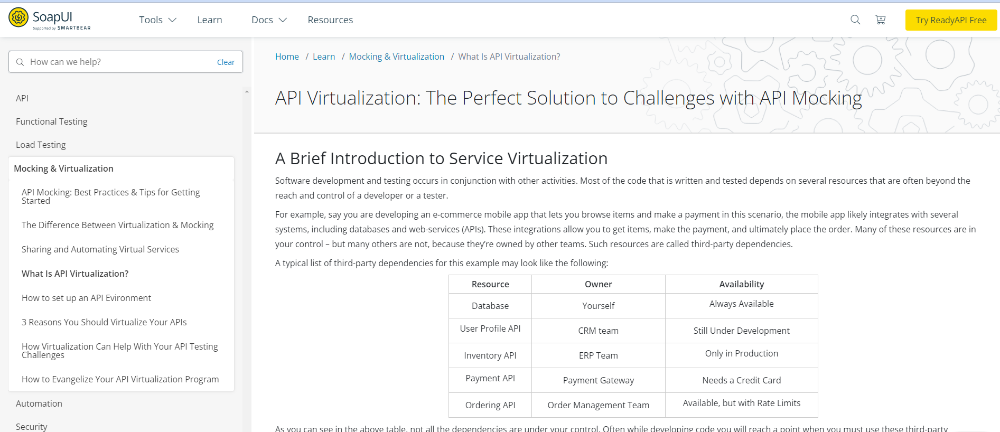 SoapUI
Supported by SMARTBEAR
Tools
Learn
Docs
Resources
Try ReadyAPI Free
How can we help?
Clear
API
Functional Testing
Load Testing
Mocking & Virtualization
API Mocking: Best Practices & Tips for Getting
Started
The Difference Between Virtualization & Mocking
Sharing and Automating Virtual Services
What Is API Virtualization?
How to set up an API Evironment
3 Reasons You Should Virtualize Your APIs
How Virtualization Can Help With Your API Testing
Challenges
How to Evangelize Your API Virtualization Program
Automation
Security
Home / Learn / Mocking & Virtualization / What Is API Virtualization?
API Virtualization: The Perfect Solution to Challenges with API Mocking
A Brief Introduction to Service Virtualization
Software development and testing occurs in conjunction with other activities. Most of the code that is written and tested depends on several resources that are often beyond the
reach and control of a developer or a tester.
For example, say you are developing an e-commerce mobile app that lets you browse items and make a payment in this scenario, the mobile app likely integrates with several
systems, including databases and web-services (APIs). These integrations allow you to get items, make the payment, and ultimately place the order. Many of these resources are in
your control – but many others are not, because they’re owned by other teams. Such resources are called third-party dependencies.
A typical list of third-party dependencies for this example may look like the following:
Resource Owner Availability
Database Yourself Always Available
User Profile API CRM team Still Under Development
Inventory API ERP Team Only in Production
Payment API Payment Gateway Needs a Credit Card
Ordering API Order Management Team Available, but with Rate Limits
As you can see in the above table, not all the dependencies are under your control. Often while developing code you will reach a point when you must use these third-party